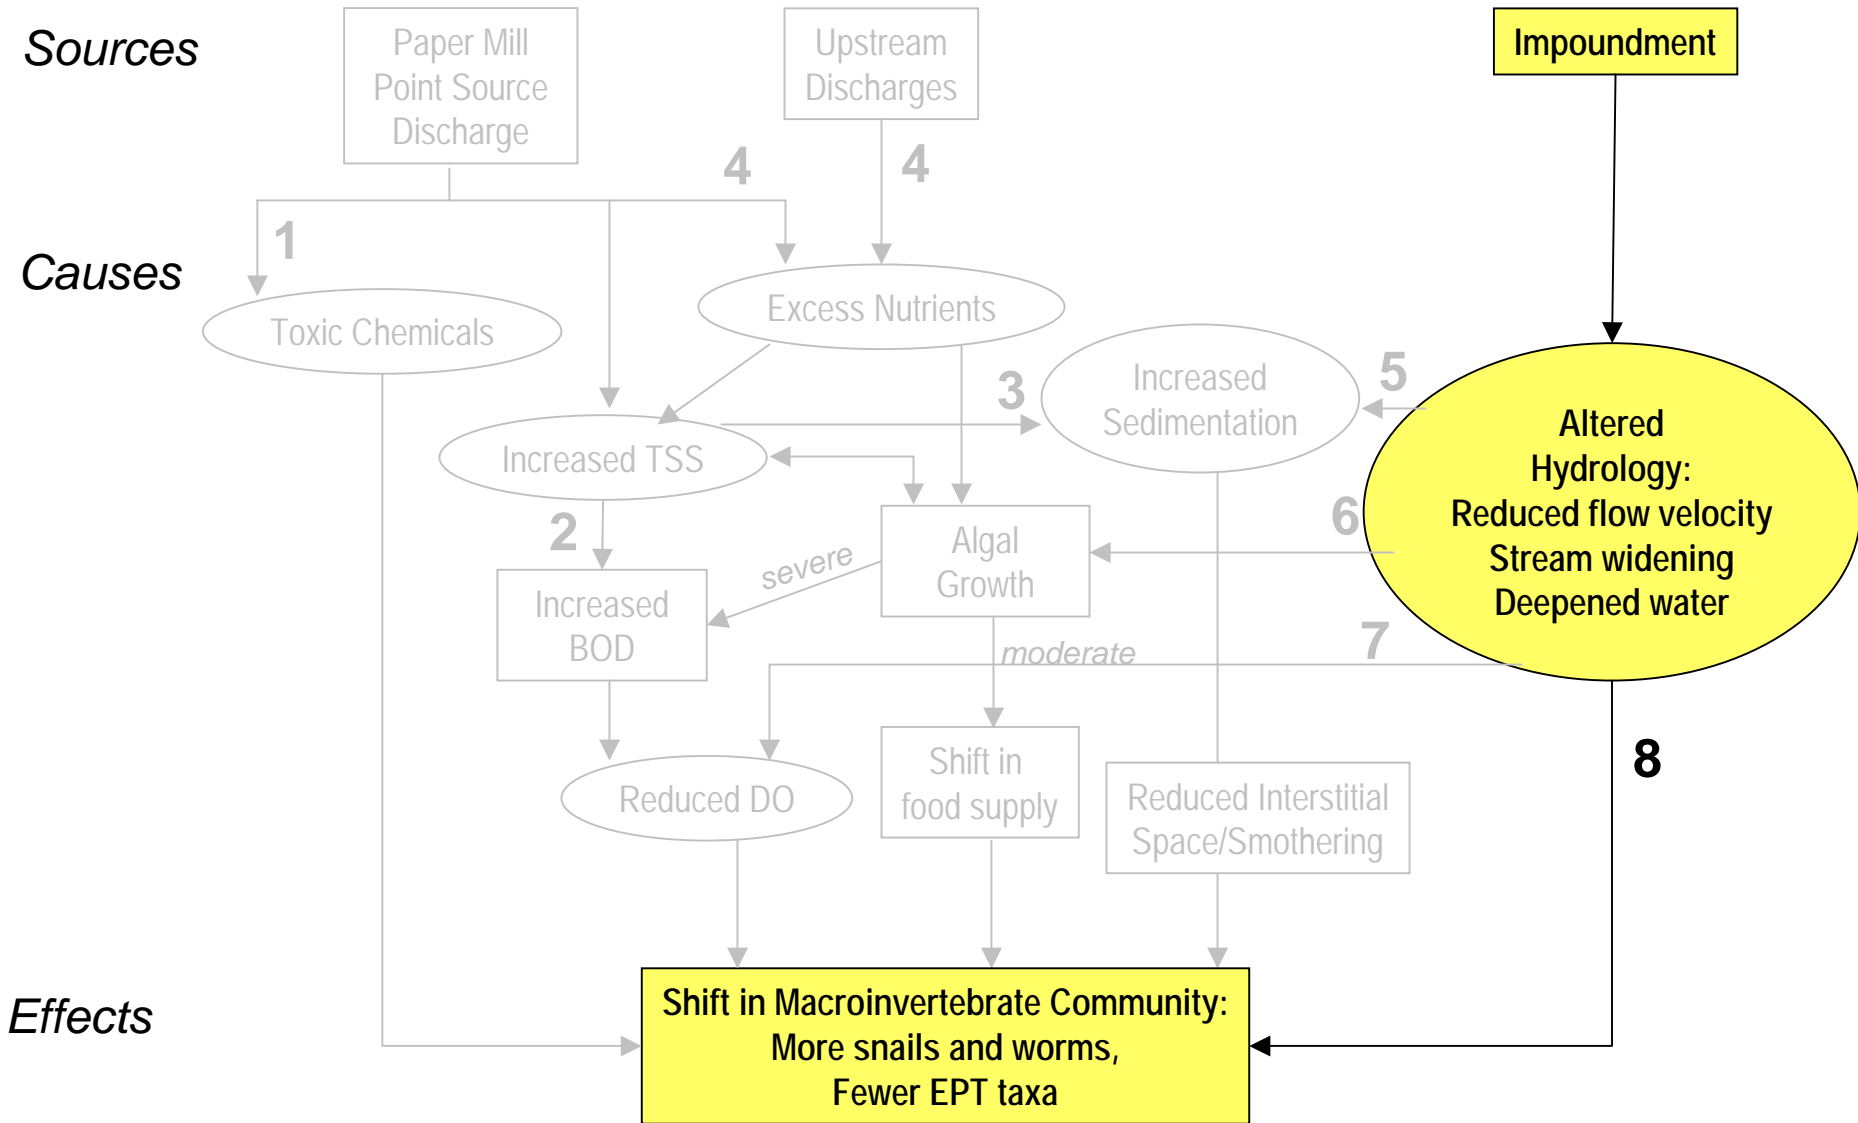 Sources
Paper Mill
Point Source
Discharge
Upstream
Discharges
Impoundment
4
4
1
Causes
Toxic Chemicals
Excess Nutrients
3
Increased
Sedimentation
5
Altered
Hydrology:
Reduced flow velocity
Stream widening
Deepened water
Increased TSS
2
6
Algal
Growth
severe
Increased
BOD
moderate
7
8
Reduced DO
Shift in
food supply
Reduced Interstitial
Space/Smothering
Effects
Shift in Macroinvertebrate Community:
More snails and worms,
Fewer EPT taxa